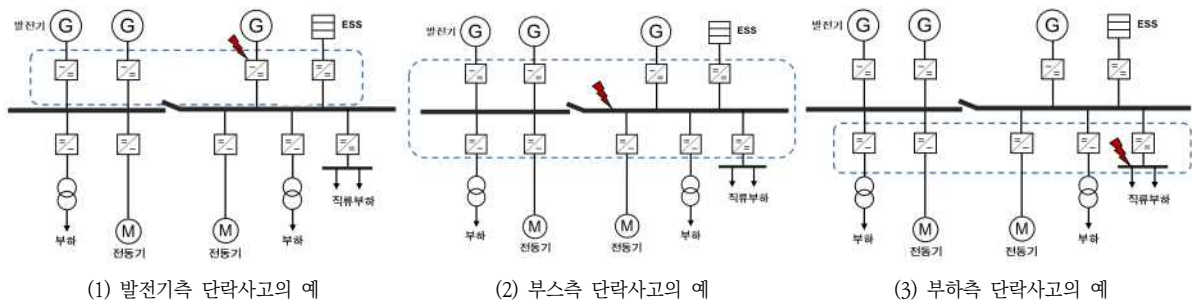 발전기 G G G ESS
직류부하
부하 M 전동기 M 전동기 부하
(1) 발전기측 단락사고의 예
발전기 G G G ESS
직류부하
부하 M 전동기 M 전동기 부하
(2) 부스측 단락사고의 예
발전기 G G G ESS
직류부하
부하 M 전동기 M 전동기 부하
(3) 부하측 단락사고의 예